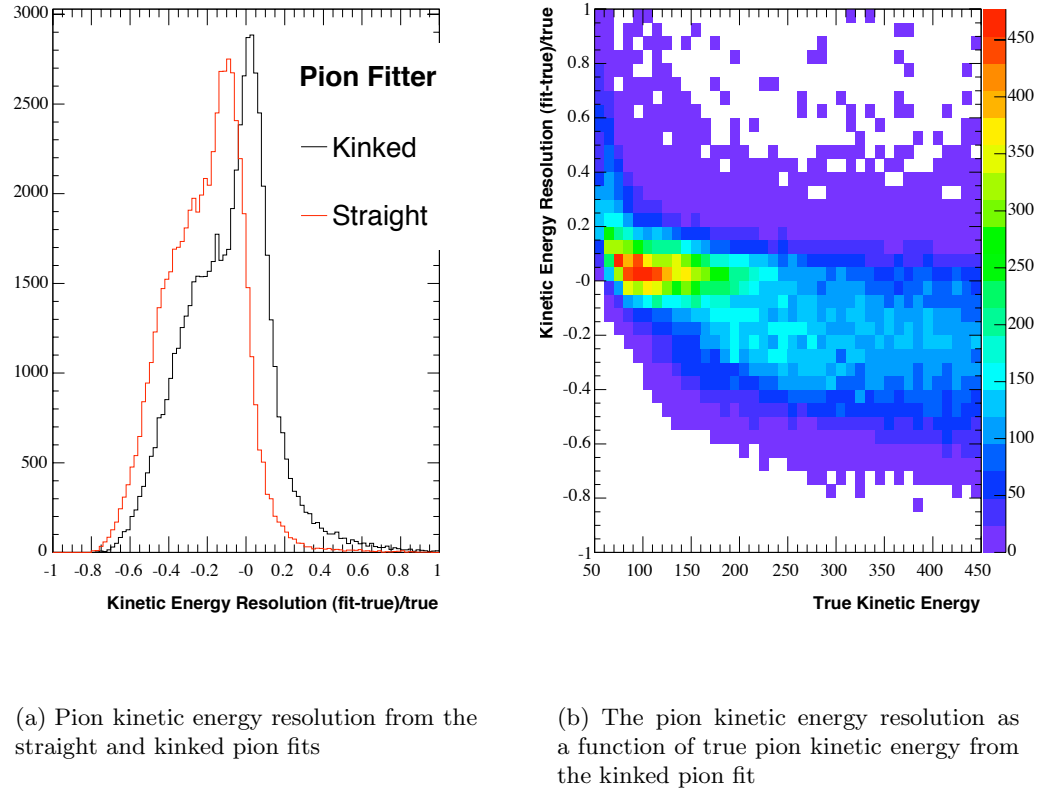 3000
2500
2000
1500
1000
500
0
-1 -0.8 -0.6 -0.4 -0.2 -0 0.2 0.4 0.6 0.8 1
Kinetic Energy Resolution (fit-true)/true
Pion Fitter
Kinked
Straight
Kinetic Energy Resolution (fit-true)/true
1
0.8
0.6
0.4
0.2
-0
-0.2
-0.4
-0.6
-0.8
-1
50 100 150 200 250 300 350 400 450
True Kinetic Energy
450
400
350
300
250
200
150
100
50
0
(a) Pion kinetic energy resolution from the
straight and kinked pion fits
(b) The pion kinetic energy resolution as
a function of true pion kinetic energy from
the kinked pion fit